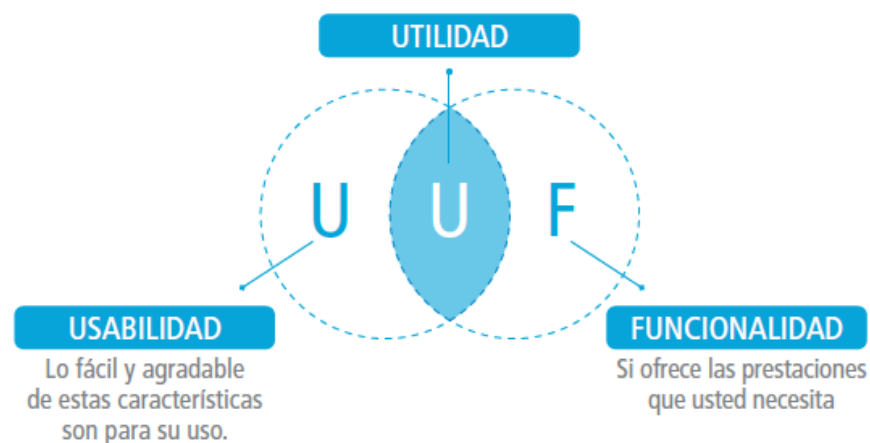 UTILIDAD
U U F
USABILIDAD
Lo fácil y agradable
de estas características
son para su uso.
FUNCIONALIDAD
Si ofrece las prestaciones
que usted necesita